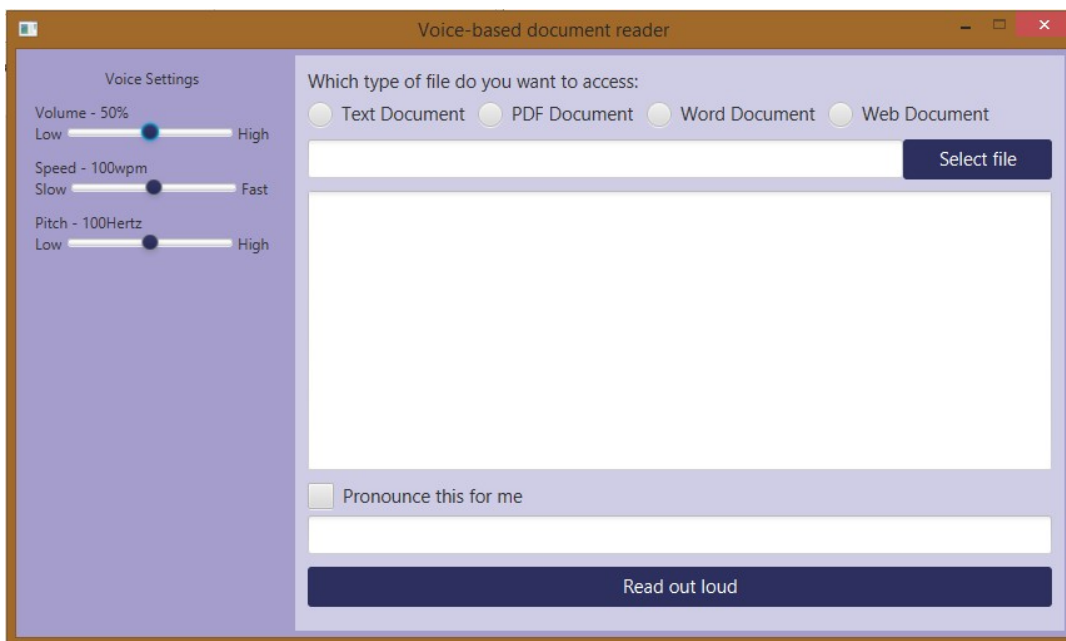 Voice-based document reader
Voice Settings
Volume - 50%
Low High
Speed - 100wpm
Slow Fast
Pitch - 100Hertz
Low High
Which type of file do you want to access:
Text Document PDF Document Word Document Web Document
Select file
Pronounce this for me
Read out loud